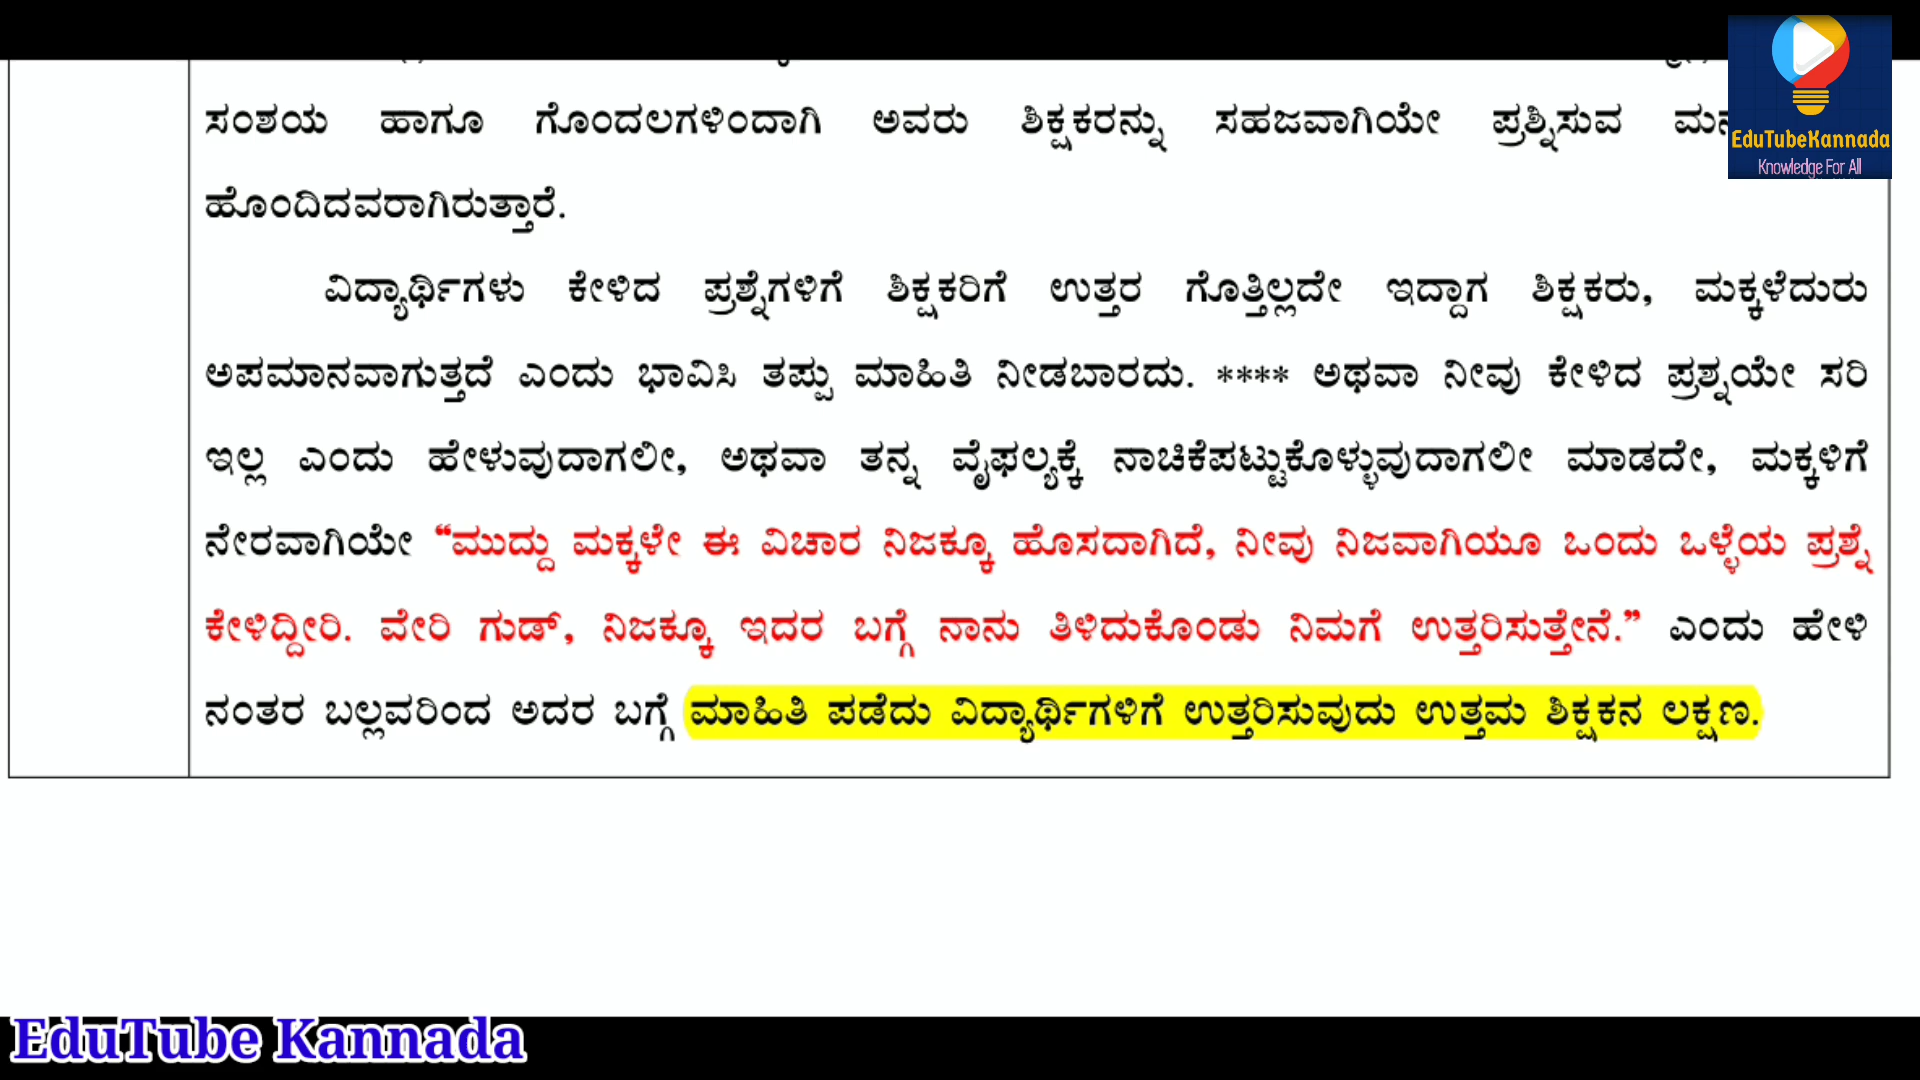 ಸಂಶಯ ಹಾಗೂ ಗೊಂದಲಗಳಿಂದಾಗಿ ಅವರು ಶಿಕ್ಷಕರನ್ನು ಸಹಜವಾಗಿಯೇ ಪ್ರಶ್ನಿಸುವ
ಹೊಂದಿದವರಾಗಿರುತ್ತಾರೆ.
ವಿದ್ಯಾರ್ಥಿಗಳು ಕೇಳಿದ ಪ್ರಶ್ನೆಗಳಿಗೆ ಶಿಕ್ಷಕರಿಗೆ ಉತ್ತರ ಗೊತ್ತಿಲ್ಲದೇ ಇದ್ದಾಗ ಶಿಕ್ಷಕರು, ಮಕ್ಕಳೆದುರು
ಅಪಮಾನವಾಗುತ್ತದೆ ಎಂದು ಭಾವಿಸಿ ತಪ್ಪು ಮಾಹಿತಿ ನೀಡಬಾರದು. **** ಅಥವಾ ನೀವು ಕೇಳಿದ ಪ್ರಶ್ನಯೇ ಸರಿ
ಇಲ್ಲ ಎಂದು ಹೇಳುವುದಾಗಲೀ, ಅಥವಾ ತನ್ನ ವೈಫಲ್ಯಕ್ಕೆ ನಾಚಿಕೆಪಟ್ಟುಕೊಳ್ಳುವುದಾಗಲೀ ಮಾಡದೇ, ಮಕ್ಕಳಿಗೆ
ನೇರವಾಗಿಯೇ “ಮುದ್ದು ಮಕ್ಕಳೇ ಈ ವಿಚಾರ ನಿಜಕ್ಕೂ ಹೊಸದಾಗಿದೆ, ನೀವು ನಿಜವಾಗಿಯೂ ಒಂದು ಒಳ್ಳೆಯ ಪ್ರಶ್ನೆ
ಕೇಳಿದ್ದೀರಿ. ವೇರಿ ಗುಡ್, ನಿಜಕ್ಕೂ ಇದರ ಬಗ್ಗೆ ನಾನು ತಿಳಿದುಕೊಂಡು ನಿಮಗೆ ಉತ್ತರಿಸುತ್ತೇನೆ.” ಎಂದು ಹೇಳಿ
ನಂತರ ಬಲ್ಲವರಿಂದ ಅದರ ಬಗ್ಗೆ ಮಾಹಿತಿ ಪಡೆದು ವಿದ್ಯಾರ್ಥಿಗಳಿಗೆ ಉತ್ತರಿಸುವುದು ಉತ್ತಮ ಶಿಕ್ಷಕನ ಲಕ್ಷಣ.
EduTubeKannada
Knowledge For All
EduTube Kannada